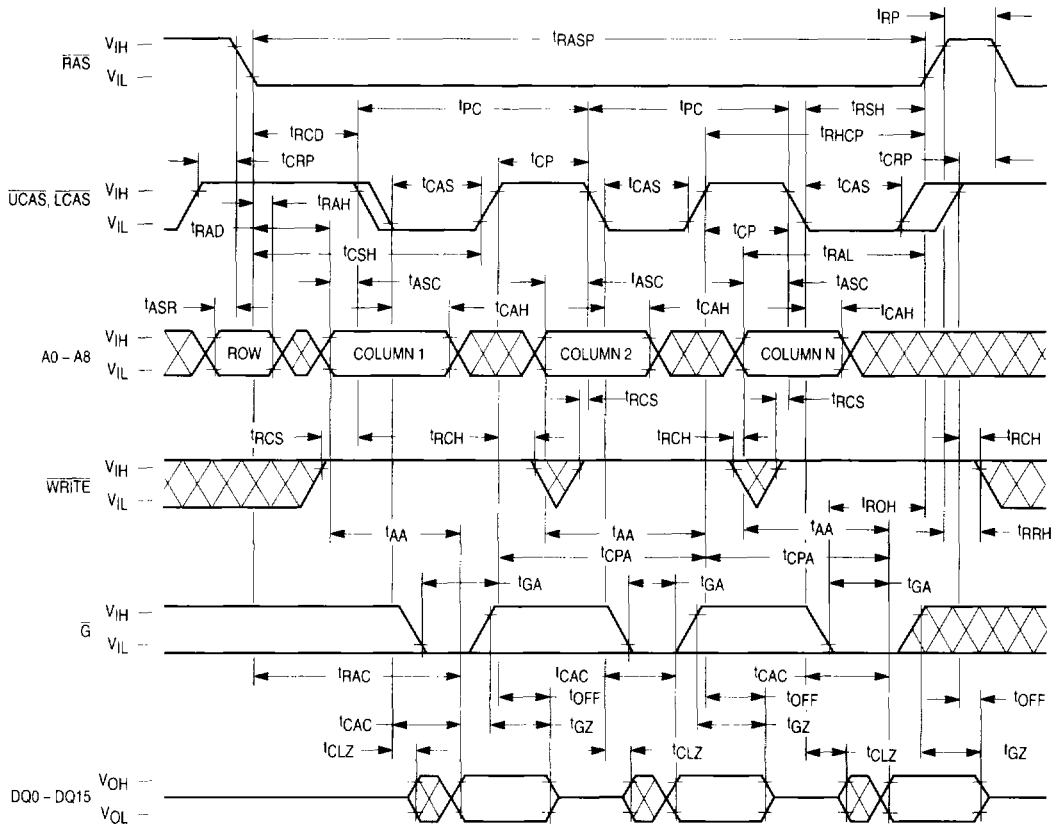 tRP
VIH
RAS
tRASP
VIL
tPC tPC tRSH
tRCD tRHCP
tCRP tCP tCRP
VIH
UCAS, LCAS
tCAS tCAS tCAS
tRAH
VIL
tRAD tCP
tCSH tRAL
tASC tASC tASC
tASR tCAH tCAH tCAH
VIH
A0 – A8 ROW COLUMN 1 COLUMN 2 COLUMN N
VIL
tRCS tRCS
tRCS tRCH tRCH tRCH
VIH
WRITE
VIL
tROH
tAA tAA tAA tRRH
tCPA tCPA
tGA tGA tGA
VIH
G
VIL
tRAC tCAC tCAC
tOFF tOFF tOFF
tCAC tGZ tGZ
tCLZ tCLZ tCLZ tGZ
VOH
DQ0 – DQ15
VOL